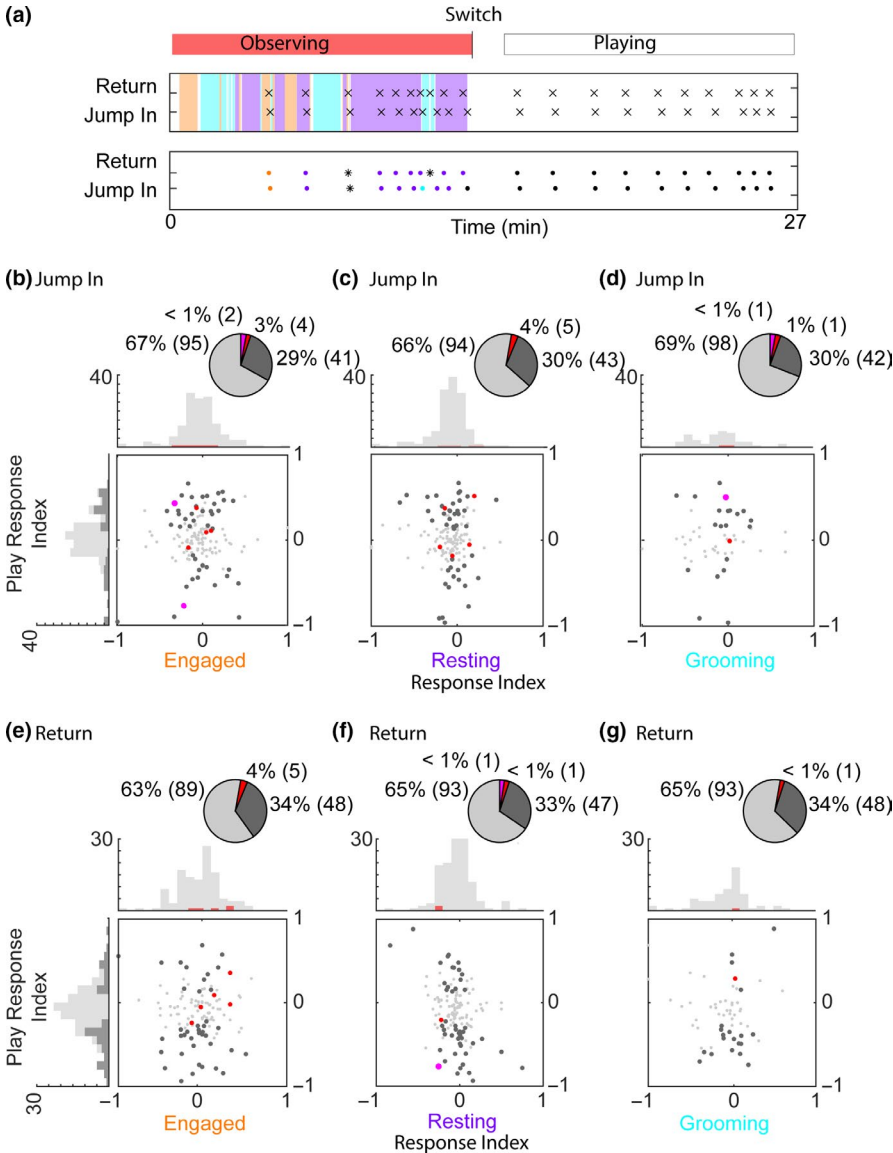 (a)
Switch
Observing
Playing
Return
Jump In
Return
Jump In
0
Time (min)
27
(b) Jump In
< 1% (2)
3% (4)
67% (95)
29% (41)
40
(c) Jump In
4% (5)
66% (94)
30% (43)
40
(d) Jump In
< 1% (1)
1% (1)
69% (98)
30% (42)
40
Play Response
Index
40
1
0
−1
−1 0 1
Engaged
1
0
−1
−1 0 1
Resting
Response Index
1
0
−1
−1 0 1
Grooming
(e) Return
4% (5)
63% (89)
34% (48)
30
(f) Return
< 1% (1)
< 1% (1)
65% (93)
33% (47)
30
(g) Return
< 1% (1)
65% (93)
34% (48)
30
Play Response
Index
30
1
0
−1
−1 0 1
Engaged
1
0
−1
−1 0 1
Resting
Response Index
1
0
−1
−1 0 1
Grooming